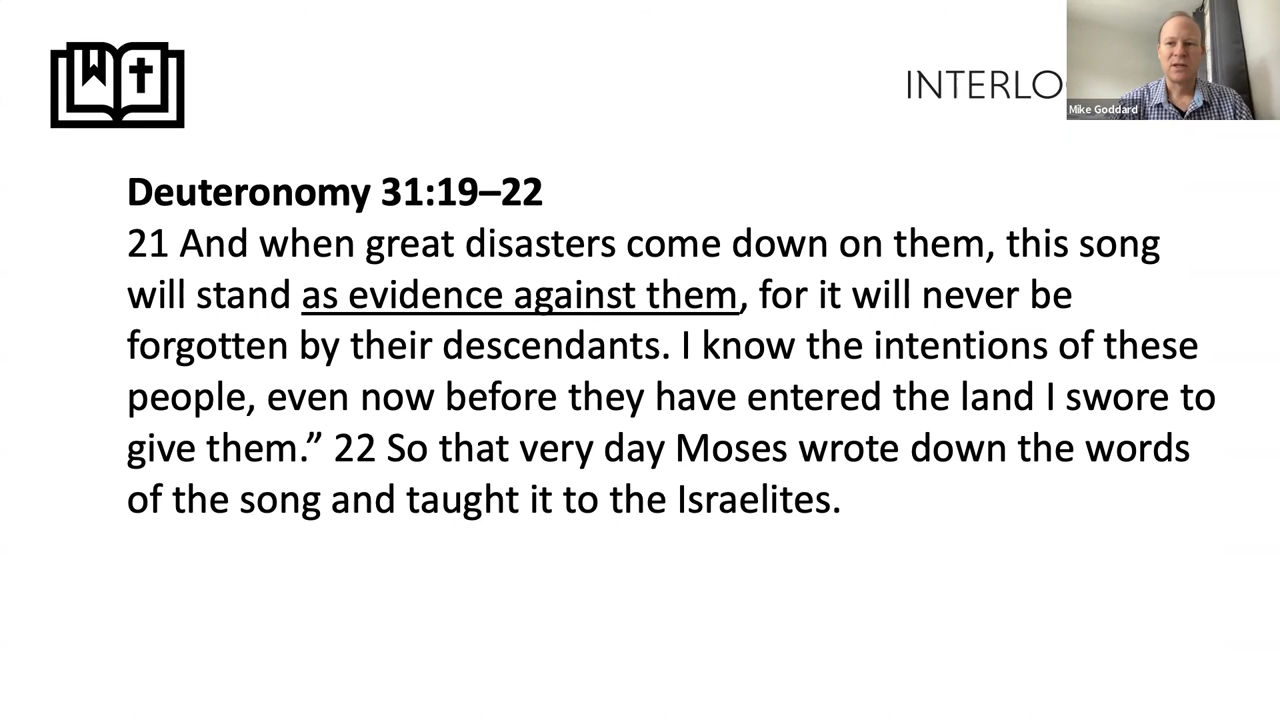 INTERLO
Mike Goddard
Deuteronomy 31:19–22
21 And when great disasters come down on them, this song
will stand as evidence against them, for it will never be
forgotten by their descendants. I know the intentions of these
people, even now before they have entered the land I swore to
give them.” 22 So that very day Moses wrote down the words
of the song and taught it to the Israelites.